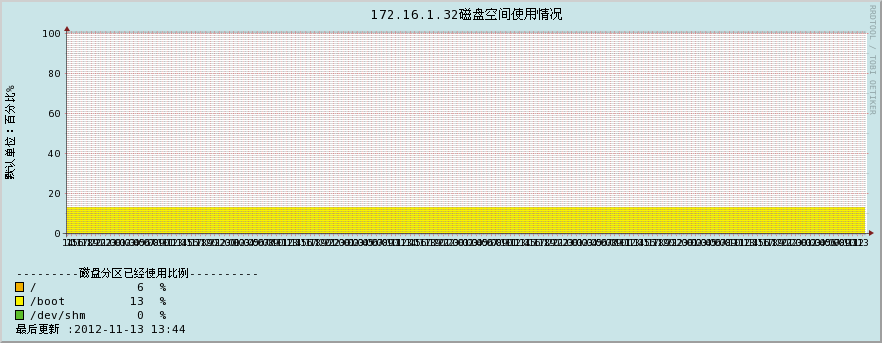 172.16.1.32磁盘空间使用情况
RRDTOOL / TOBI OETIKER
默认单位：百分比%
100
80
60
40
20
0
---------磁盘分区已经使用比例----------
/ 6 %
/boot 13 %
/dev/shm 0 %
最后更新 :2012-11-13 13:44